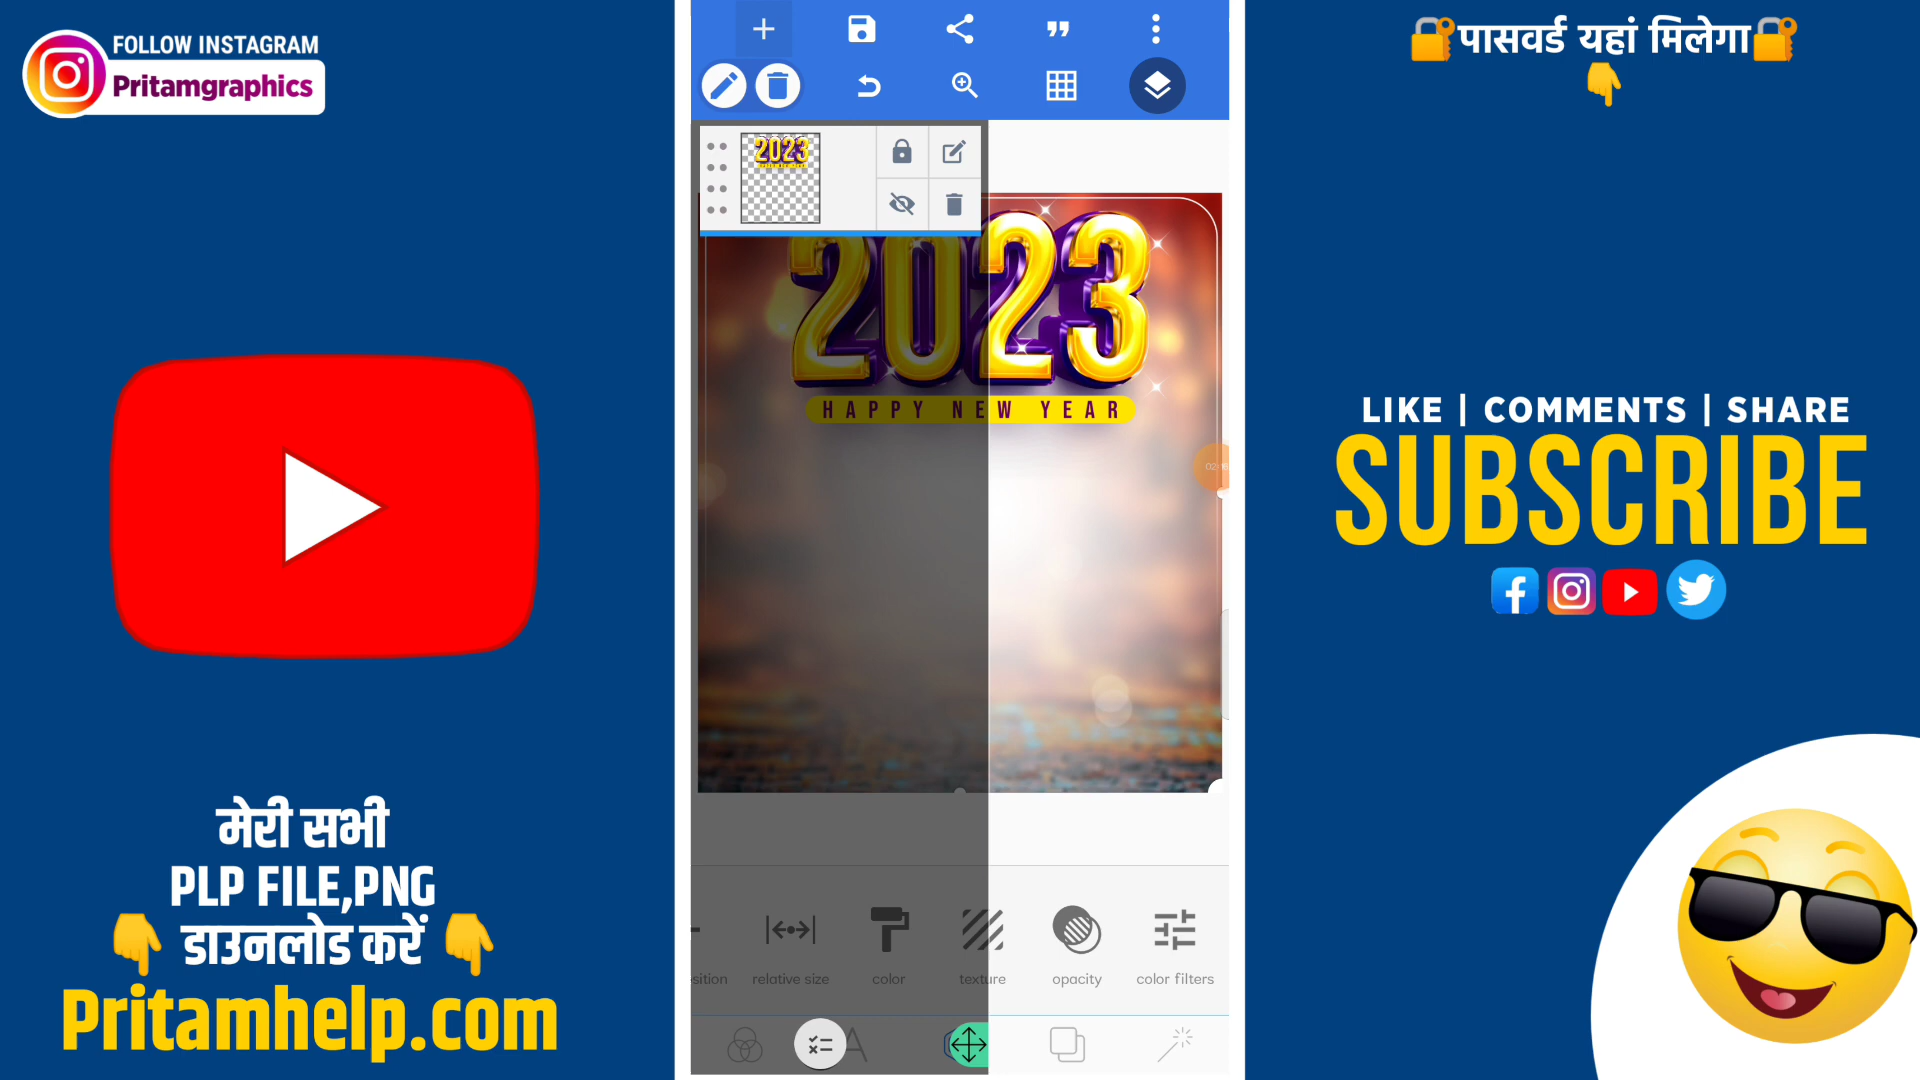 FOLLOW INSTAGRAM
Pritamgraphics
मेरी सभी
PLP FILE,PNG
डाउनलोड करें
Pritamhelp.com
2023
2023
HAPPY NEW YEAR
sition
relative size
color
texture
opacity
color filters
पासवर्ड यहां मिलेगा
LIKE | COMMENTS | SHARE
SUBSCRIBE